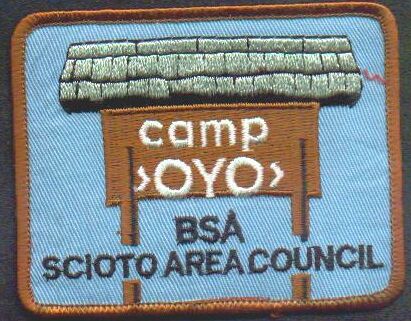 camp
>OYO>
BSA
SCIOTO AREA COUNCIL